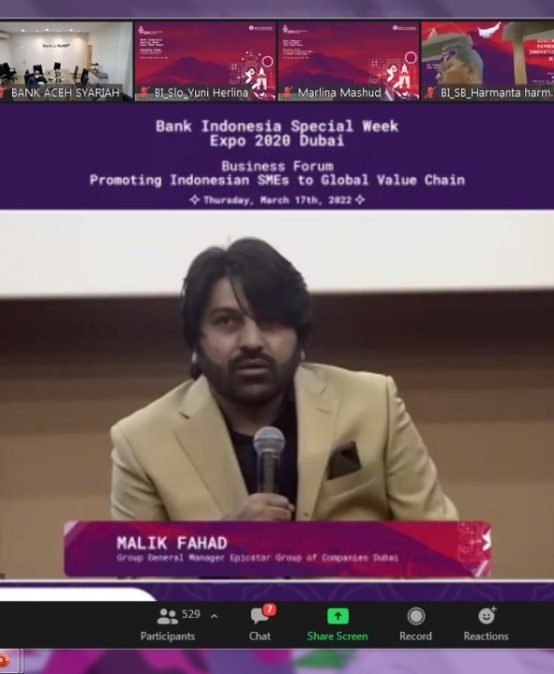 BANK ACEH SYARIAH
BI_Slo_Yuni Herlina
Marlina Mashud
BI_SB_Harmanta harm...
Bank Indonesia Special Week
Expo 2020 Dubai
Business Forum
Promoting Indonesian SMEs to Global Value Chain
Thursday, March 17th, 2022
MALIK FAHAD
Group General Manager Epicstar Group of Companies Dubai
529
7
Participants
Chat
Share Screen
Record
Reactions